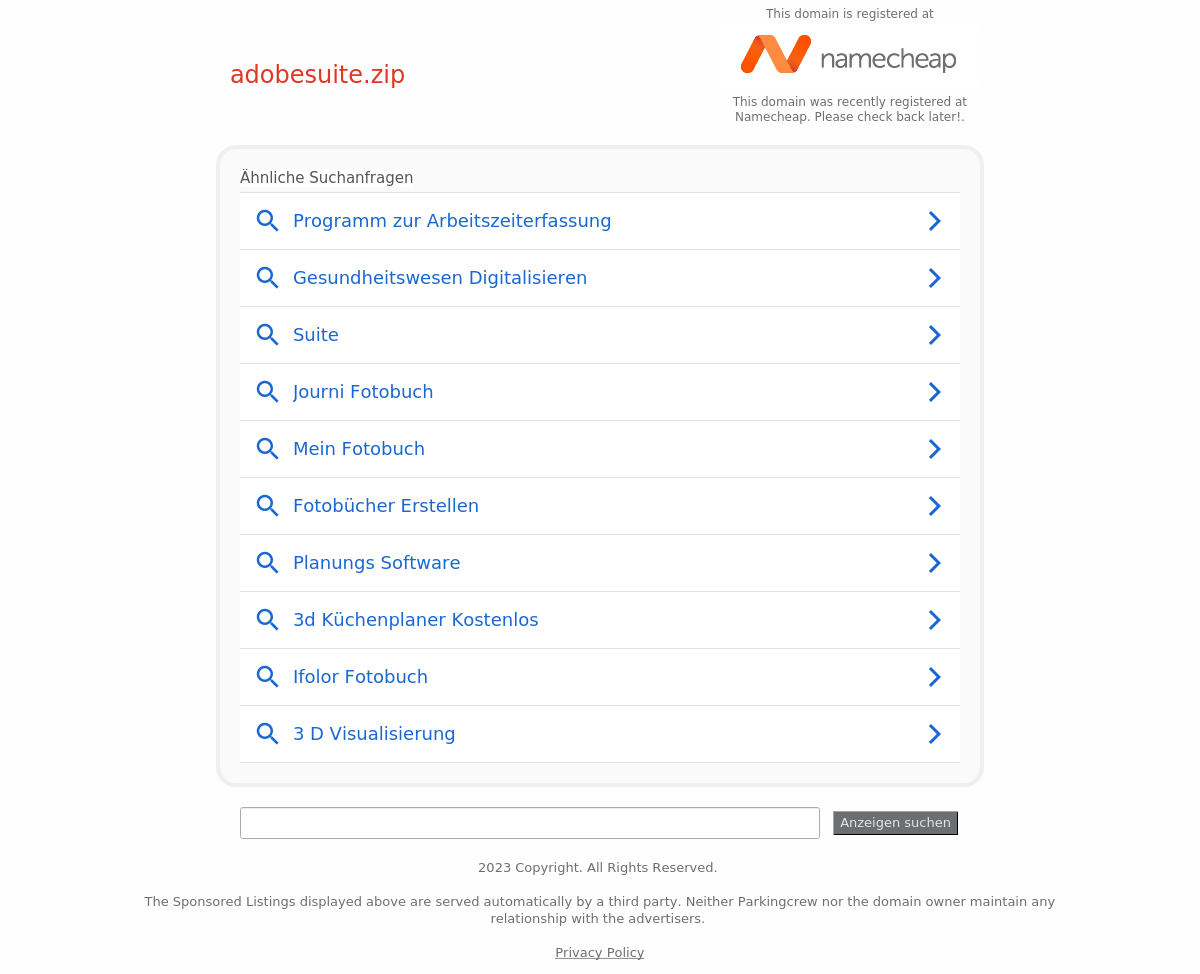 This domain is registered at
namecheap
adobesuite.zip
This domain was recently registered at
Namecheap. Please check back later!.
Ähnliche Suchanfragen
Programm zur Arbeitszeiterfassung
Gesundheitswesen Digitalisieren
Suite
Journi Fotobuch
Mein Fotobuch
Fotobücher Erstellen
Planungs Software
3d Küchenplaner Kostenlos
Ifolor Fotobuch
3 D Visualisierung
Anzeigen suchen
2023 Copyright. All Rights Reserved.
The Sponsored Listings displayed above are served automatically by a third party. Neither Parkingcrew nor the domain owner maintain any
relationship with the advertisers.
Privacy Policy